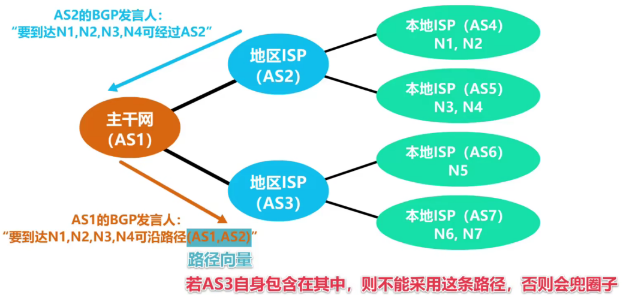 AS2的BGP发言人：
“要到达N1,N2,N3,N4可经过AS2”
地区ISP
（AS2）
本地ISP（AS4）
N1, N2
本地ISP（AS5）
N3, N4
主干网
（AS1）
地区ISP
（AS3）
本地ISP（AS6）
N5
本地ISP（AS7）
N6, N7
AS1的BGP发言人：
“要到达N1,N2,N3,N4可沿路径(AS1,AS2)”
路径向量
若AS3自身包含在其中，则不能采用这条路径，否则会兜圈子